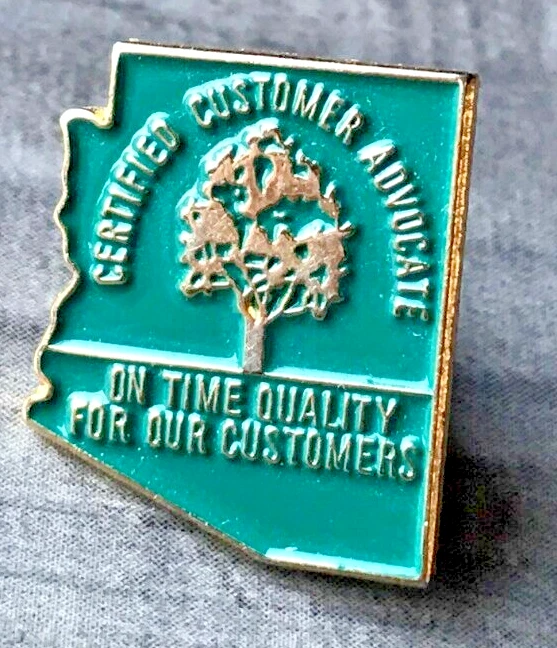 CERTIFIED CUSTOMER ADVOCATE
ON TIME QUALITY
FOR OUR CUSTOMERS